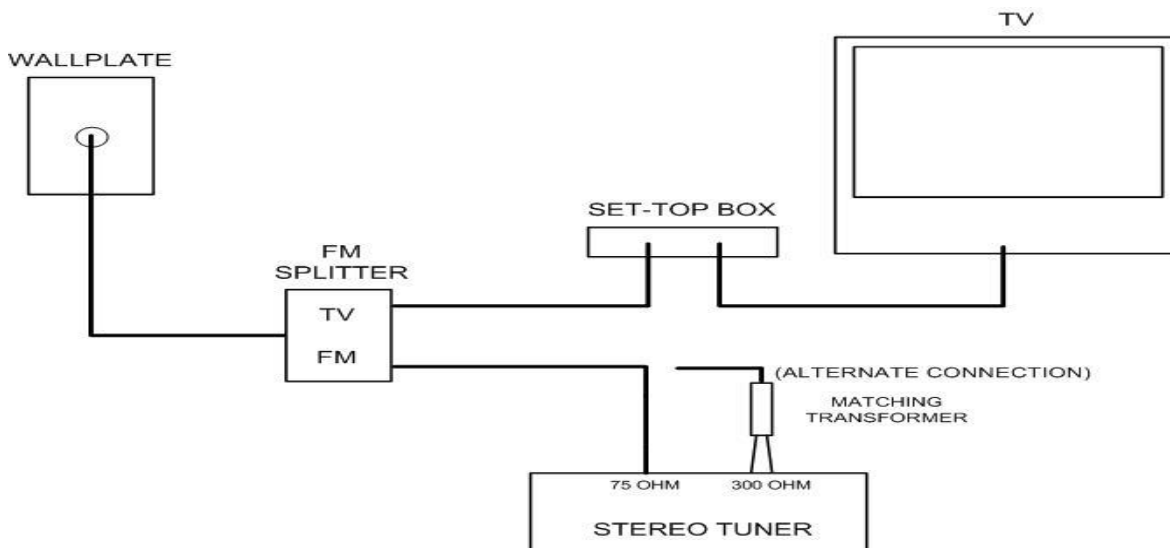 TV
WALLPLATE
SET-TOP BOX
FM
SPLITTER
TV
FM
(ALTERNATE CONNECTION)
MATCHING
TRANSFORMER
75 OHM
300 OHM
STEREO TUNER